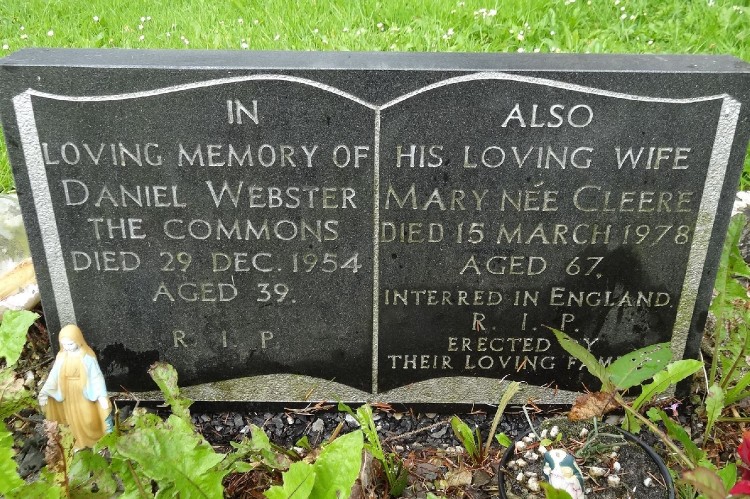 IN
LOVING MEMORY OF
DANIEL WEBSTER
THE COMMONS
DIED 29 DEC. 1954
AGED 39.
R I P
ALSO
HIS LOVING WIFE
MARY NÉE CLEERE
DIED 15 MARCH 1978
AGED 67.
INTERRED IN ENGLAND.
R. I. P.
ERECTED BY
THEIR LOVING